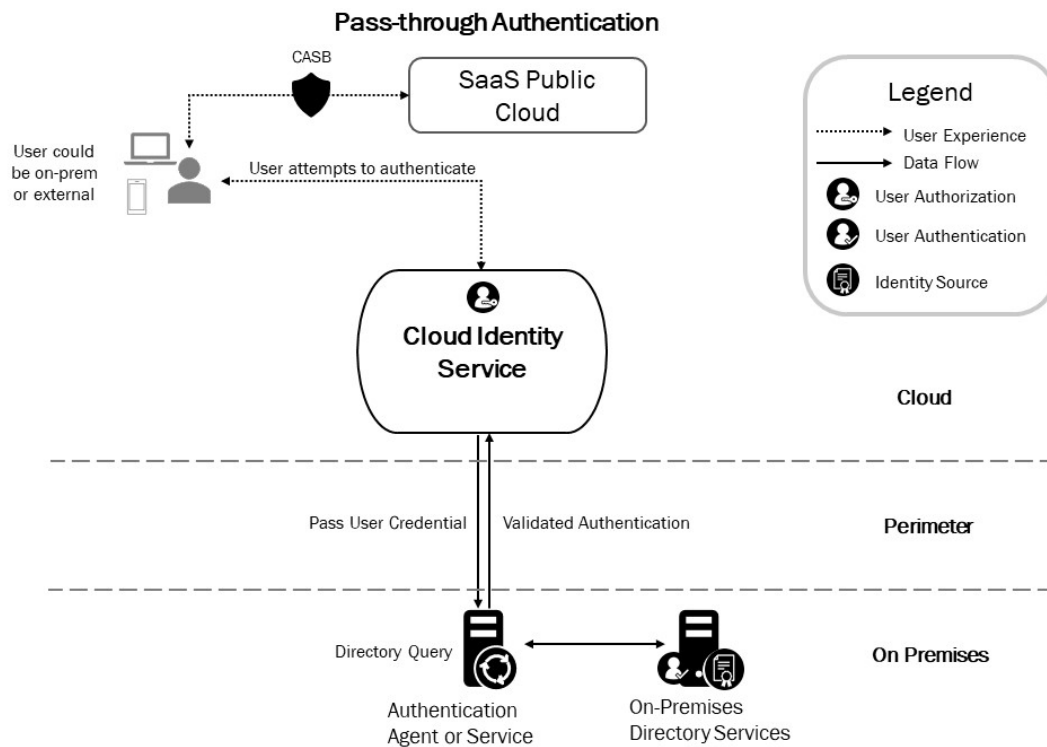 Pass-through Authentication
CASB
SaaS Public
Cloud
Legend
User Experience
Data Flow
User Authorization
User Authentication
Identity Source
User could
be on-prem
or external
User attempts to authenticate
Cloud Identity
Service
Cloud
Pass User Credential
Validated Authentication
Perimeter
Directory Query
On Premises
Authentication
Agent or Service
On-Premises
Directory Services